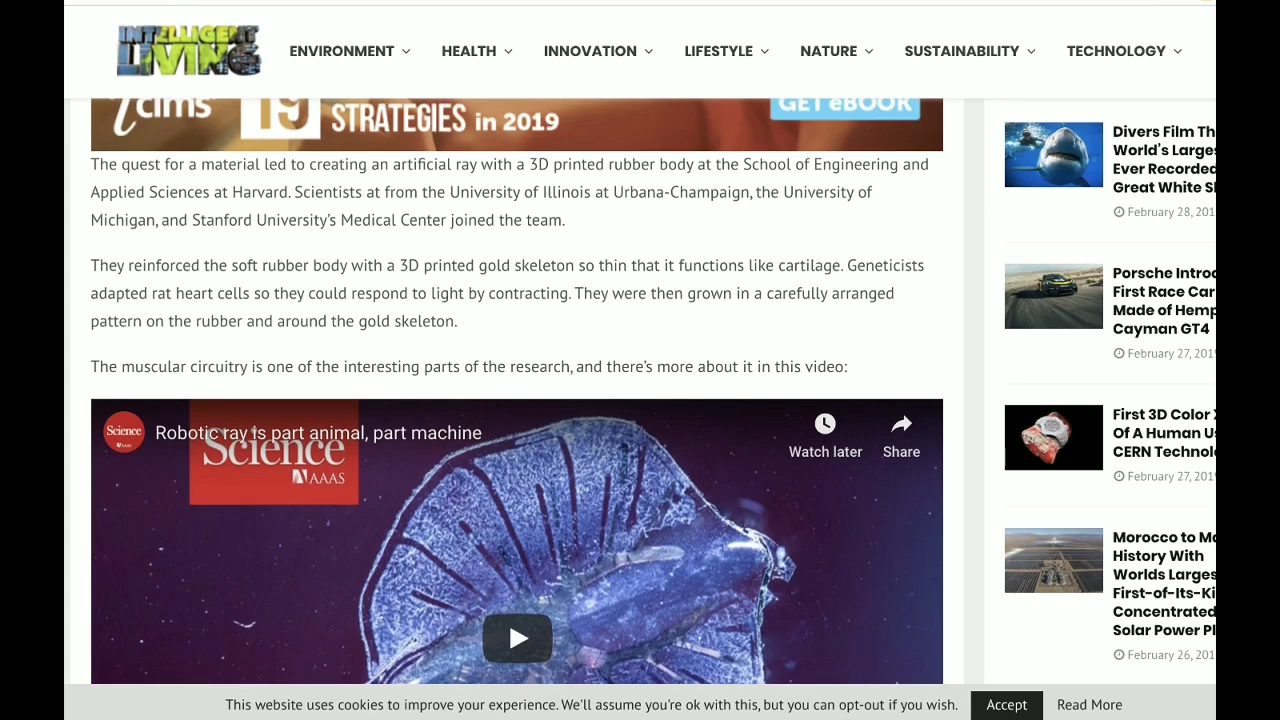 INTELLIGENT
LIVING
ENVIRONMENT
HEALTH
INNOVATION
LIFESTYLE
NATURE
SUSTAINABILITY
TECHNOLOGY
19
STRATEGIES in 2019
GET eBOOK
The quest for a material led to creating an artificial ray with a 3D printed rubber body at the School of Engineering and
Applied Sciences at Harvard. Scientists at from the University of Illinois at Urbana-Champaign, the University of
Michigan, and Stanford University's Medical Center joined the team.
They reinforced the soft rubber body with a 3D printed gold skeleton so thin that it functions like cartilage. Geneticists
adapted rat heart cells so they could respond to light by contracting. They were then grown in a carefully arranged
pattern on the rubber and around the gold skeleton.
The muscular circuitry is one of the interesting parts of the research, and there's more about it in this video:
Science
AAAS
Robotic ray is part animal, part machine
Watch later
Share
Science
AAAS
Divers Film Th
World's Larges
Ever Recorded
Great White S
February 28, 201
Porsche Introd
First Race Car
Made of Hemp
Cayman GT4
February 27, 201
First 3D Color X
Of A Human Us
CERN Technolo
February 27, 201
Morocco to Ma
History With
Worlds Larges
First-of-Its-Ki
Concentrated
Solar Power Pl
February 26, 201
This website uses cookies to improve your experience. We'll assume you're ok with this, but you can opt-out if you wish.
Accept
Read More